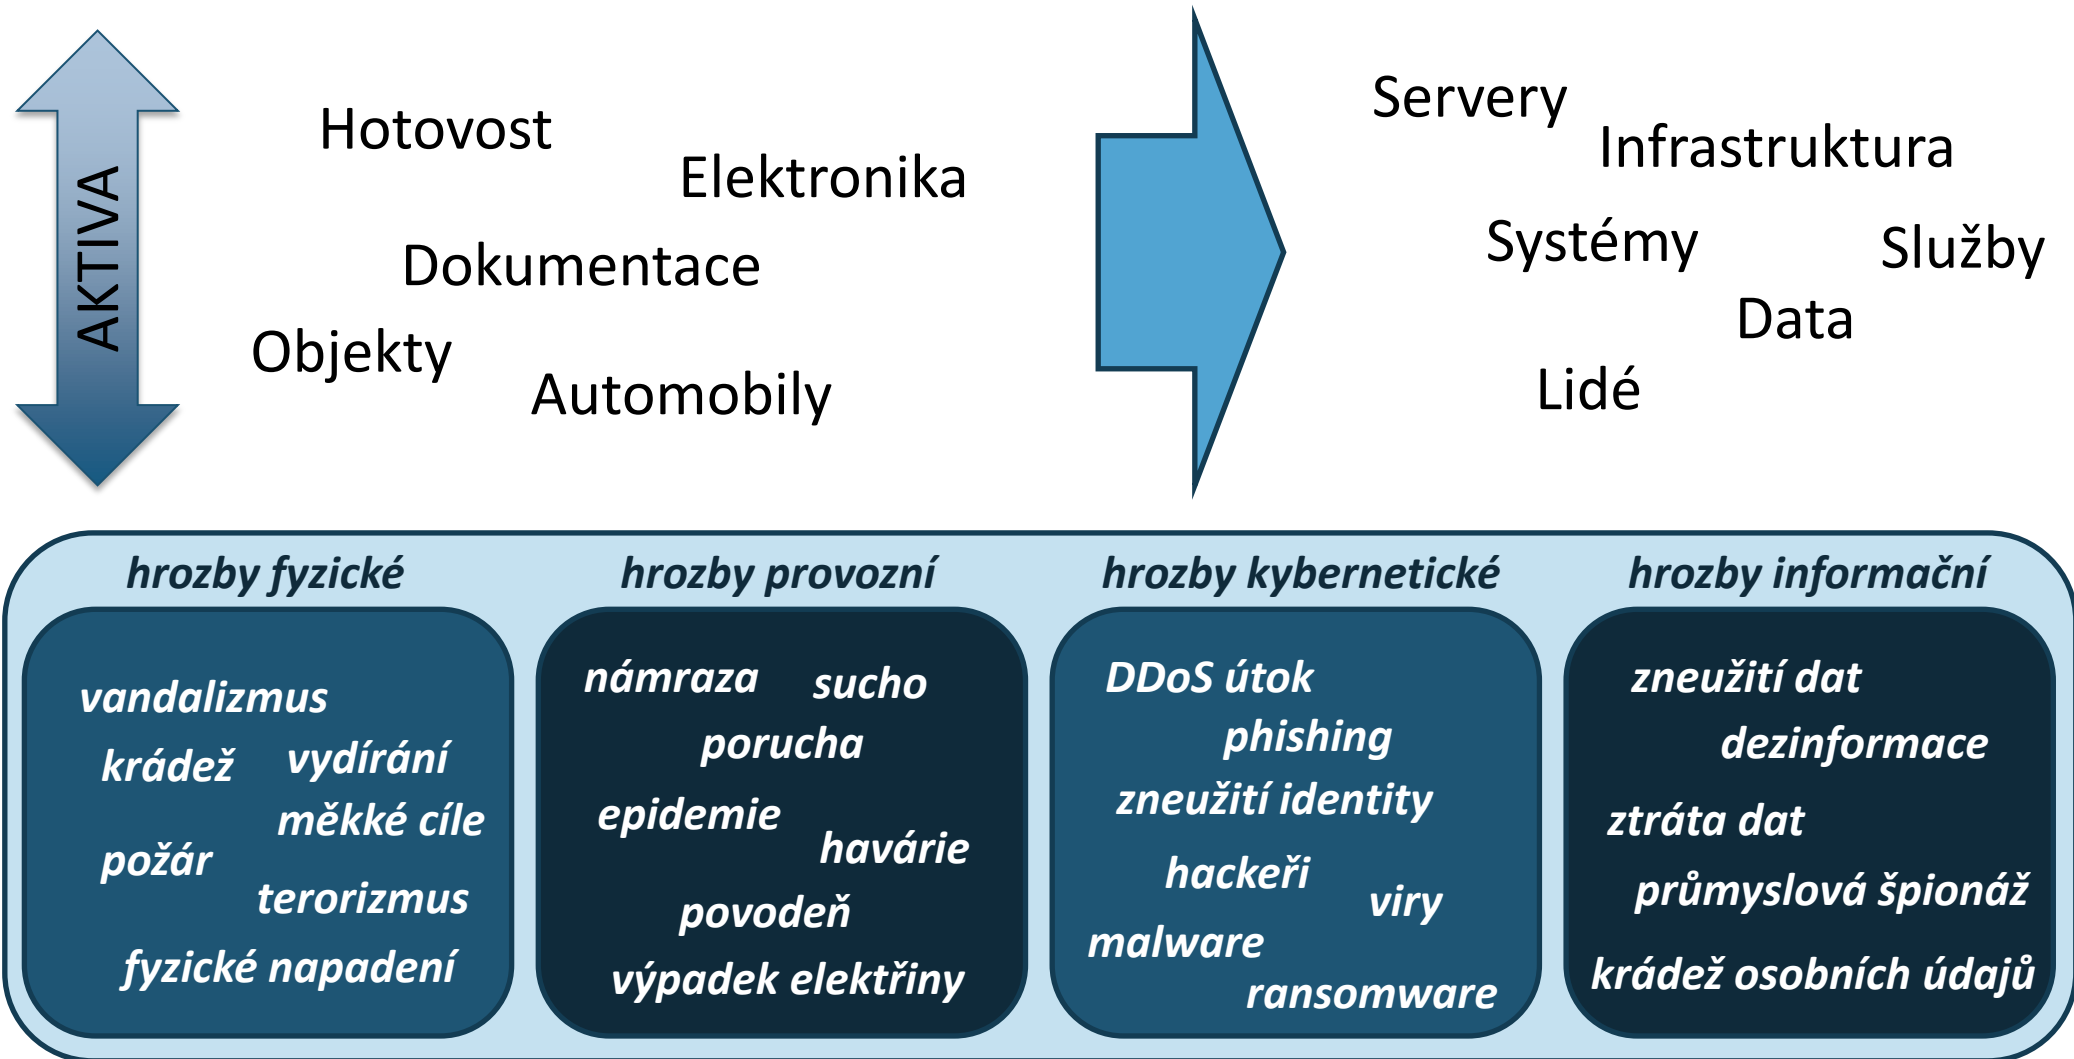 AKTIVA
Hotovost
Elektronika
Dokumentace
Objekty
Automobily
Servery
Infrastruktura
Systémy
Služby
Data
Lidé
hrozby fyzické
vandalizmus
krádež
vydírání
měkké cíle
požár
terorizmus
fyzické napadení
hrozby provozní
námraza
sucho
porucha
epidemie
havárie
povodeň
výpadek elektřiny
hrozby kybernetické
DDoS útok
phishing
zneužití identity
hackeři
viry
malware
ransomware
hrozby informační
zneužití dat
dezinformace
ztráta dat
průmyslová špionáž
krádež osobních údajů